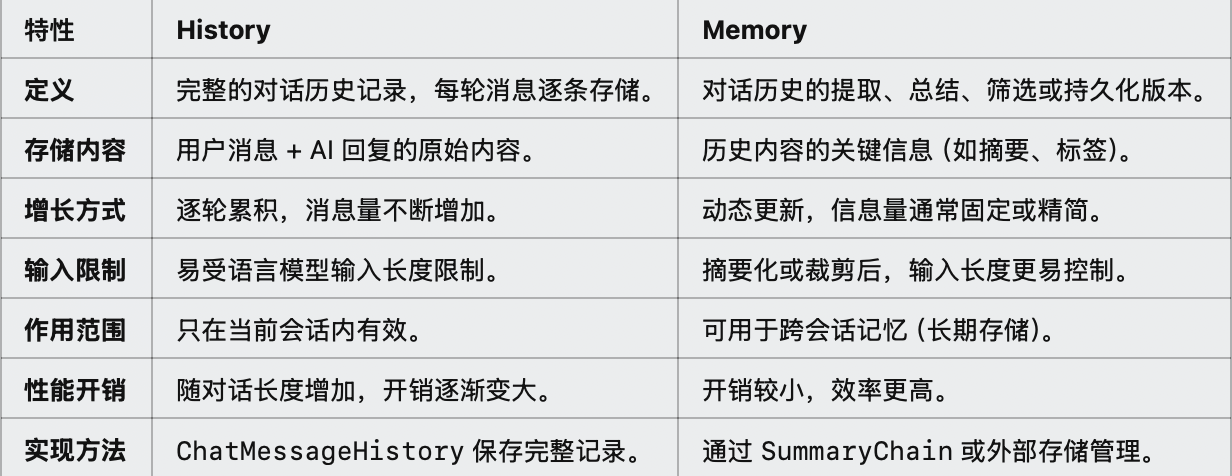 特性 History Memory
定义 完整的对话历史记录，每轮消息逐条存储。 对话历史的提取、总结、筛选或持久化版本。
存储内容 用户消息 + AI 回复的原始内容。 历史内容的关键信息（如摘要、标签）。
增长方式 逐轮累积，消息量不断增加。 动态更新，信息量通常固定或精简。
输入限制 易受语言模型输入长度限制。 摘要化或裁剪后，输入长度更易控制。
作用范围 只在当前会话内有效。 可用于跨会话记忆（长期存储）。
性能开销 随对话长度增加，开销逐渐变大。 开销较小，效率更高。
实现方法 ChatMessageHistory 保存完整记录。 通过 SummaryChain 或外部存储管理。